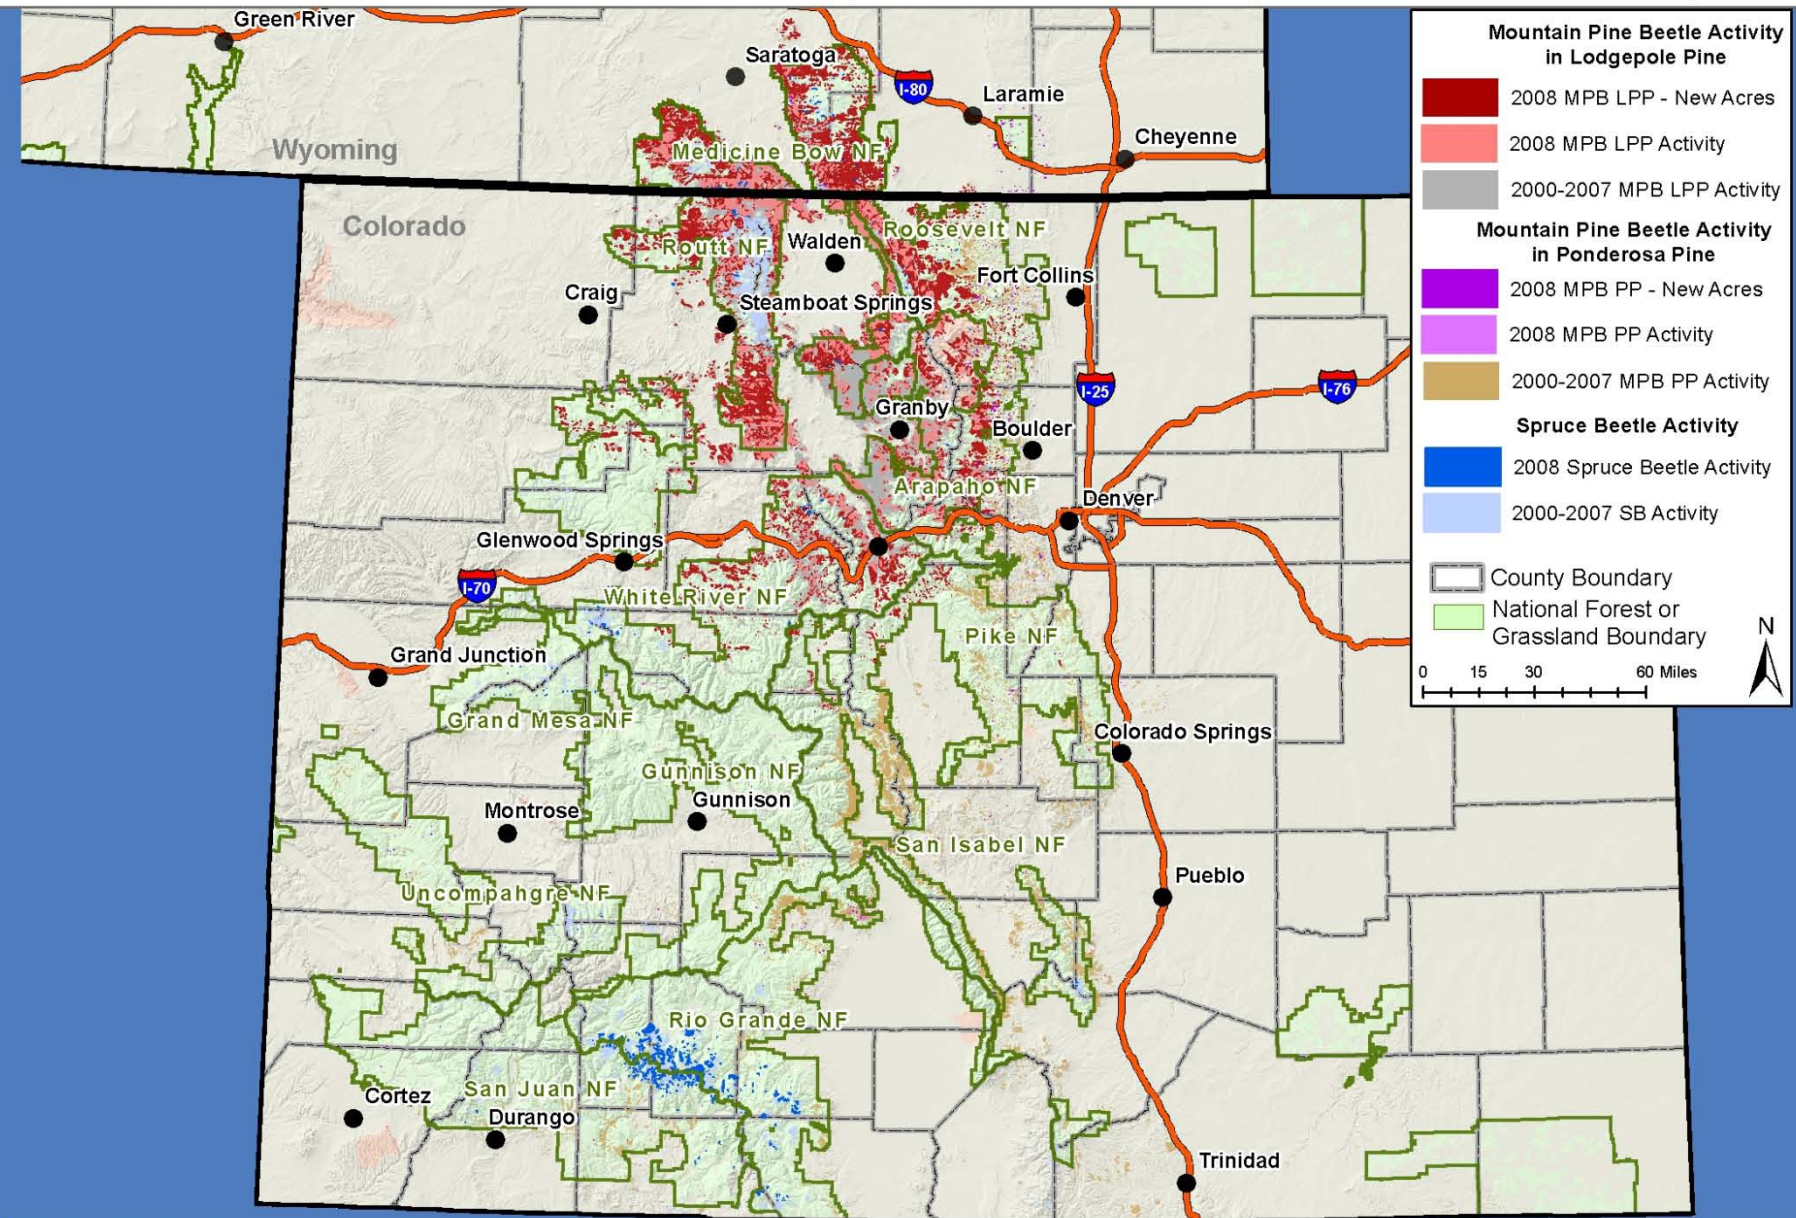 Green River
Saratoga
I-80
Laramie
Cheyenne
Wyoming
Medicine Bow NF
Colorado
Roosevelt NF
Routt NF
Walden
Fort Collins
Craig
Steamboat Springs
I-25
I-76
Granby
Boulder
Arapaho NF
Denver
Glenwood Springs
I-70
White River NF
Pike NF
Grand Junction
Grand Mesa NF
Colorado Springs
Gunnison NF
Montrose
Gunnison
San Isabel NF
Pueblo
Uncompahgre NF
Rio Grande NF
San Juan NF
Cortez
Durango
Trinidad
Mountain Pine Beetle Activity
in Lodgepole Pine
2008 MPB LPP - New Acres
2008 MPB LPP Activity
2000-2007 MPB LPP Activity
Mountain Pine Beetle Activity
in Ponderosa Pine
2008 MPB PP - New Acres
2008 MPB PP Activity
2000-2007 MPB PP Activity
Spruce Beetle Activity
2008 Spruce Beetle Activity
2000-2007 SB Activity
County Boundary
National Forest or
Grassland Boundary
N
0 15 30 60 Miles